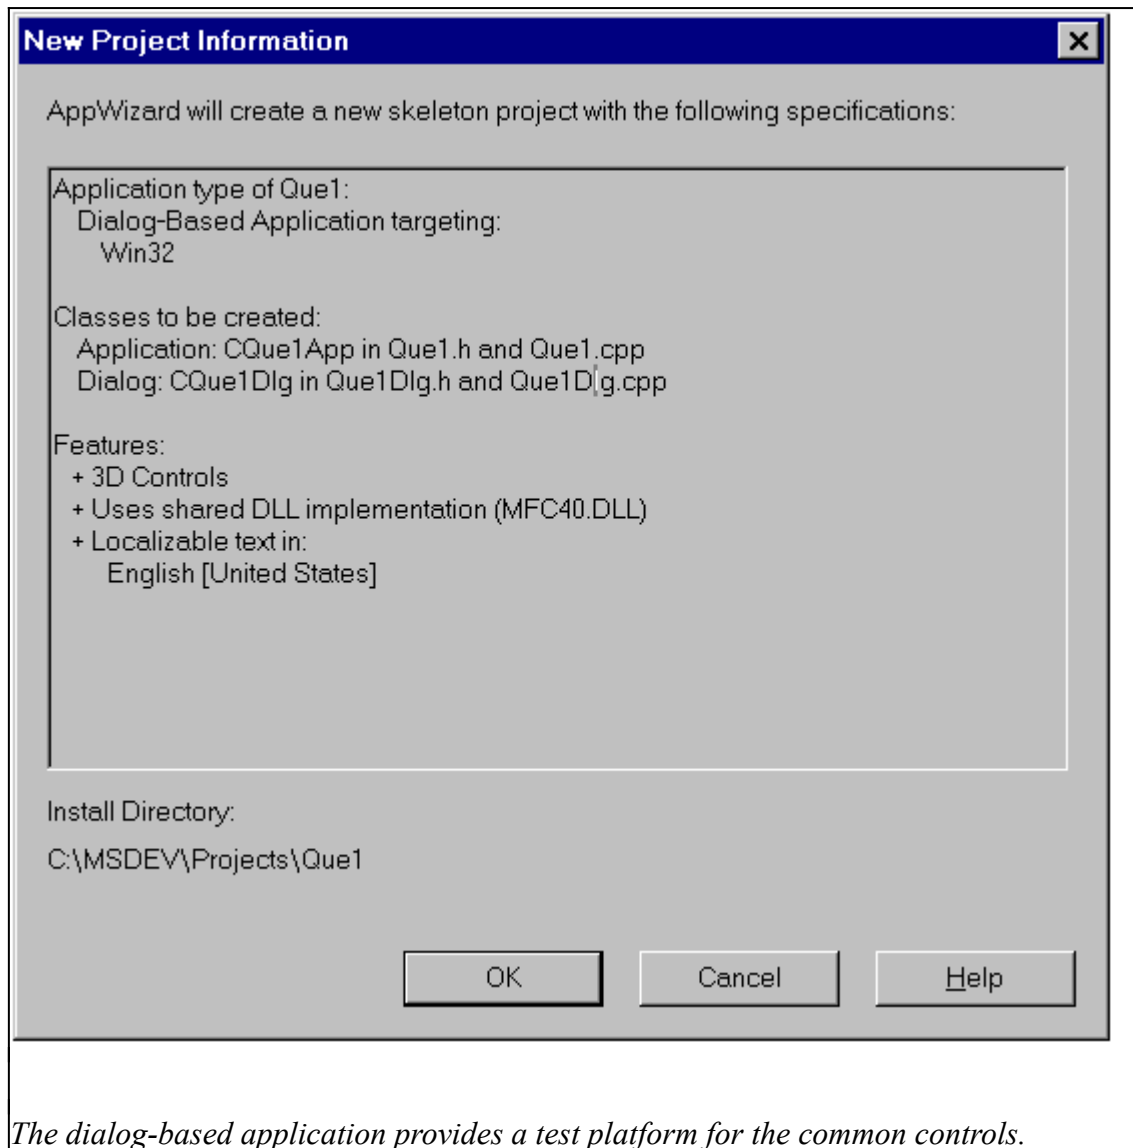 New Project Information
AppWizard will create a new skeleton project with the following specifications:
Application type of Que1:
Dialog-Based Application targeting:
Win32
Classes to be created:
Application: CQue1App in Que1.h and Que1.cpp
Dialog: CQue1Dlg in Que1Dlg.h and Que1Dlg.cpp
Features:
+ 3D Controls
+ Uses shared DLL implementation (MFC40.DLL)
+ Localizable text in:
English [United States]
Install Directory:
C:\MSDEV\Projects\Que1
OK Cancel Help
The dialog-based application provides a test platform for the common controls.